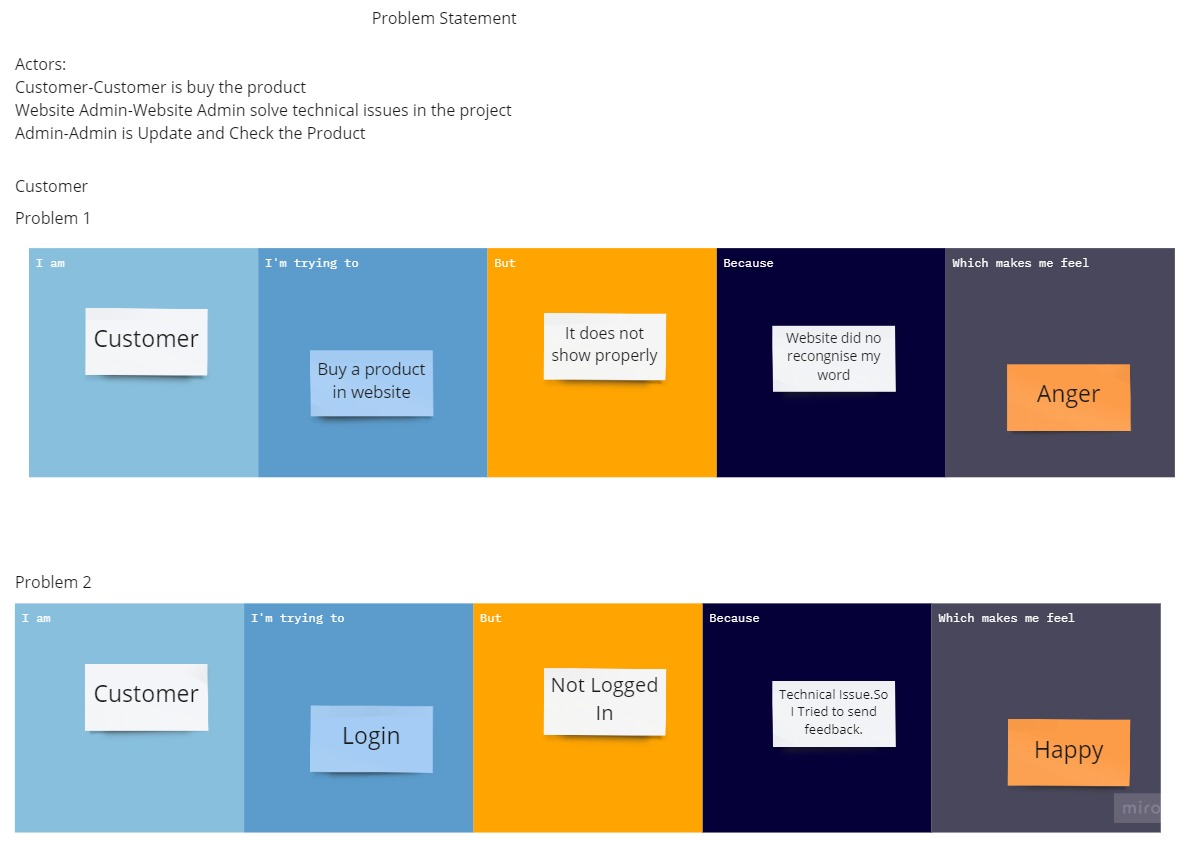 Problem Statement
Actors:
Customer-Customer is buy the product
Website Admin-Website Admin solve technical issues in the project
Admin-Admin is Update and Check the Product
Customer
Problem 1
I am
I'm trying to
But
Because
Which makes me feel
Customer
Buy a product
in website
It does not
show properly
Website did no
recongnise my
word
Anger
Problem 2
I am
I'm trying to
But
Because
Which makes me feel
Customer
Login
Not Logged
In
Technical Issue.So
I Tried to send
feedback.
Happy
miro